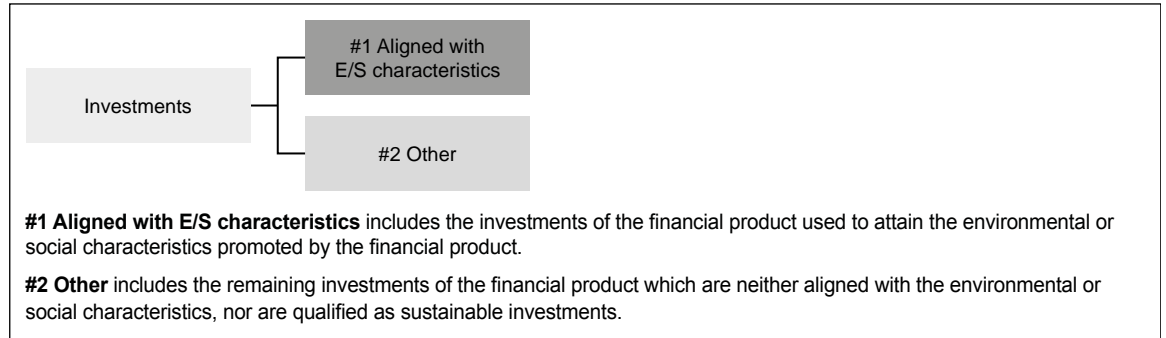 #1 Aligned with
E/S characteristics
Investments
#2 Other
#1 Aligned with E/S characteristics includes the investments of the financial product used to attain the environmental or
social characteristics promoted by the financial product.
#2 Other includes the remaining investments of the financial product which are neither aligned with the environmental or
social characteristics, nor are qualified as sustainable investments.